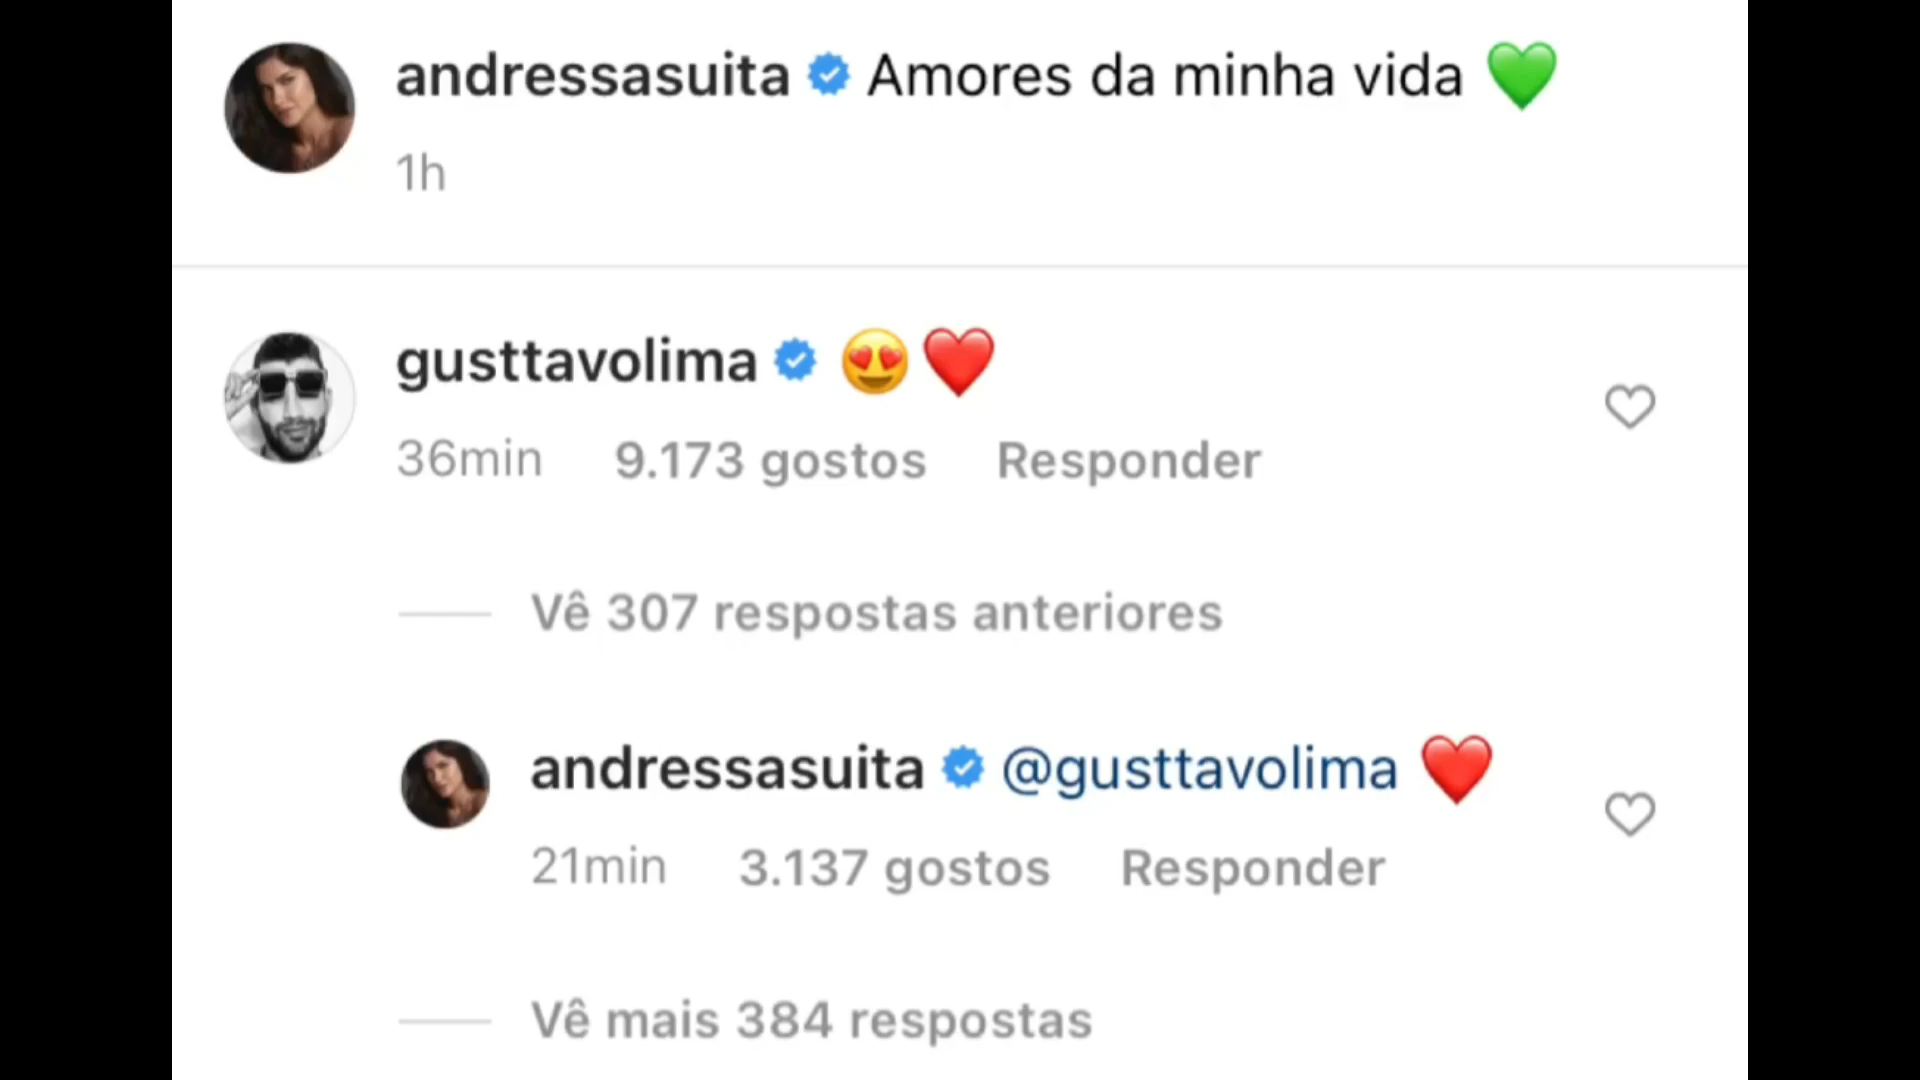 andressasuita Amores da minha vida 💚
1h
gusttavolima 😍❤️
36min 9.173 gostos Responder
Vê 307 respostas anteriores
andressasuita @gusttavolima ❤️
21min 3.137 gostos Responder
Vê mais 384 respostas